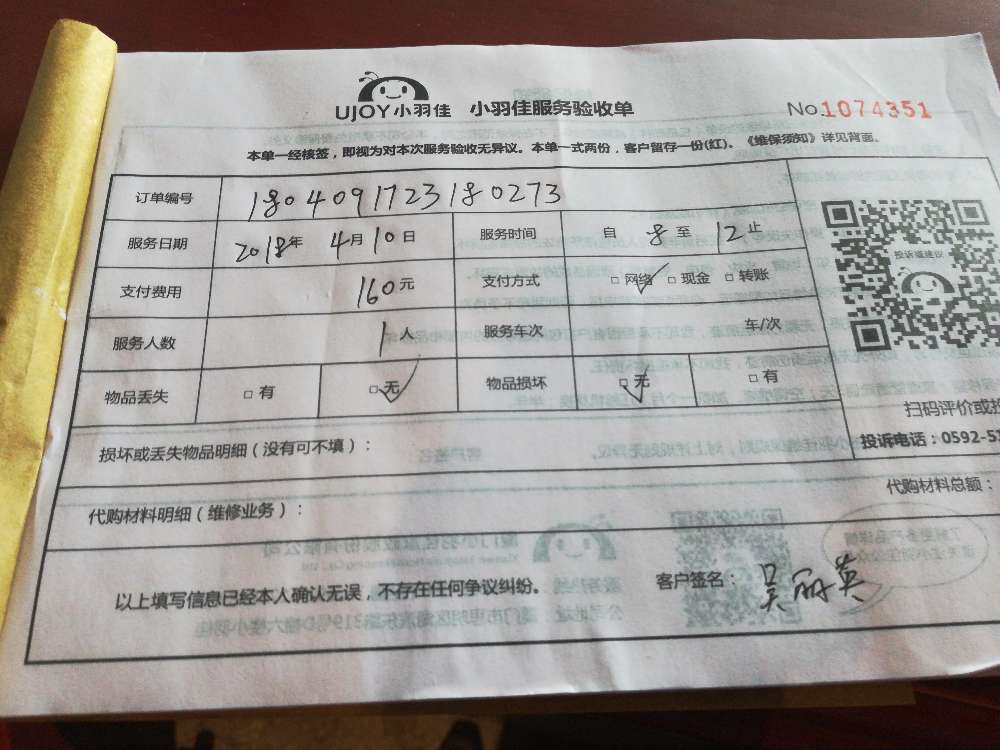 UJOY小羽佳 小羽佳服务验收单 No.1074351
本单一经核签，即视为对本次服务验收无异议。本单一式两份，客户留存一份(红)。《维保须知》详见背面。
订单编号 1804091723180273
服务日期 2018年 4月10日 服务时间 自 8 至 12 止
支付费用 160元 支付方式 □网络✓ □现金 □转账
服务人数 1人 服务车次 车/次
物品丢失 □有 □无✓ 物品损坏 □无✓ □有
投诉或建议
扫码评价或投
投诉电话：0592-57
损坏或丢失物品明细（没有可不填）：
代购材料明细（维修业务）： 代购材料总额：
以上填写信息已经本人确认无误，不存在任何争议纠纷。 客户签名：吴丽英